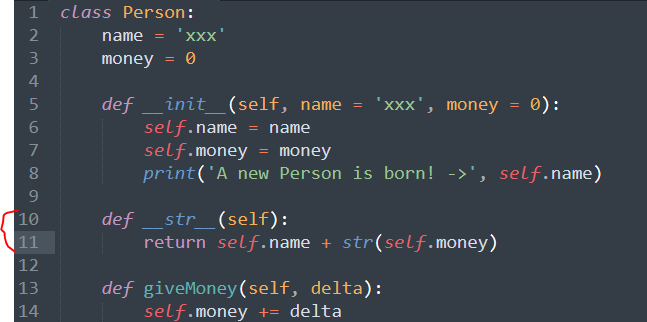 1 class Person:
2     name = 'xxx'
3     money = 0
4
5     def __init__(self, name = 'xxx', money = 0):
6         self.name = name
7         self.money = money
8         print('A new Person is born! ->', self.name)
9
10     def __str__(self):
11         return self.name + str(self.money)
12
13     def giveMoney(self, delta):
14         self.money += delta